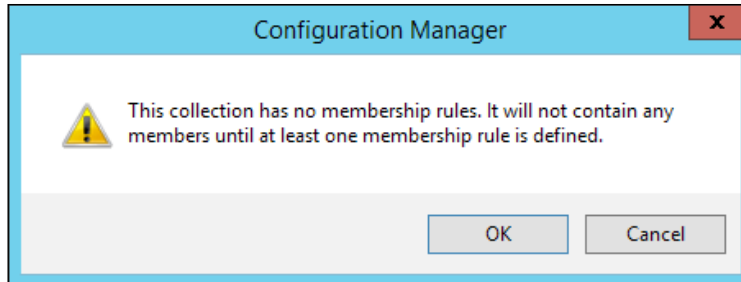 Configuration Manager
x
This collection has no membership rules. It will not contain any
members until at least one membership rule is defined.
OK
Cancel